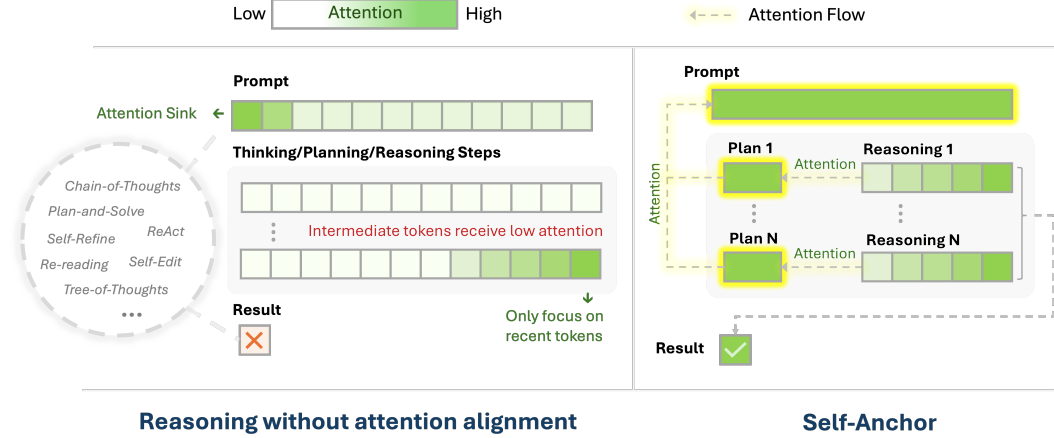 Low Attention High
Attention Flow
Prompt
Attention Sink
Thinking/Planning/Reasoning Steps
Chain-of-Thoughts
Plan-and-Solve
ReAct
Self-Refine
Re-reading
Self-Edit
Tree-of-Thoughts
...
Intermediate tokens receive low attention
Only focus on
recent tokens
Result
Reasoning without attention alignment
Prompt
Attention
Plan 1
Attention
Reasoning 1
Plan N
Attention
Reasoning N
Result
Self-Anchor